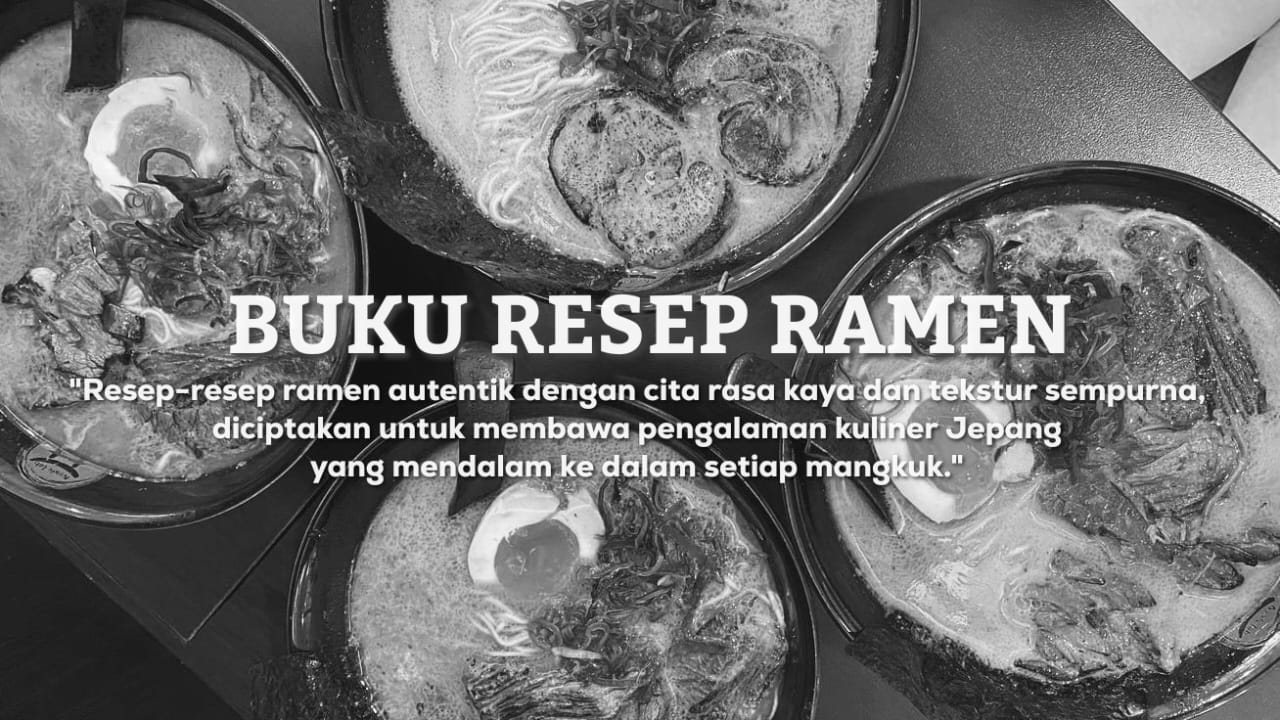 BUKU RESEP RAMEN
"Resep-resep ramen autentik dengan cita rasa kaya dan tekstur sempurna,
diciptakan untuk membawa pengalaman kuliner Jepang
yang mendalam ke dalam setiap mangkuk."